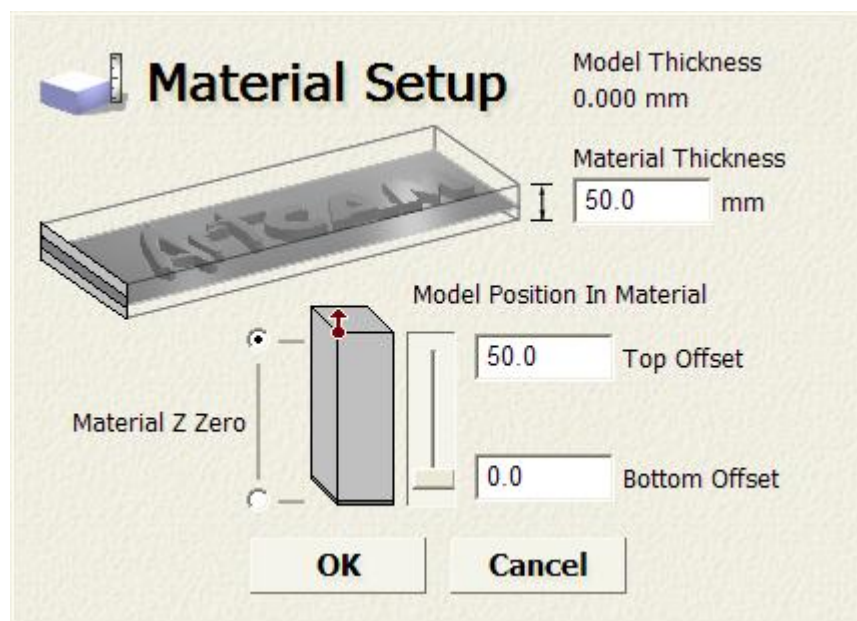 Material Setup
Model Thickness
0.000 mm
Material Thickness
50.0 mm
ArtCAM
Model Position In Material
50.0 Top Offset
Material Z Zero
0.0 Bottom Offset
OK Cancel